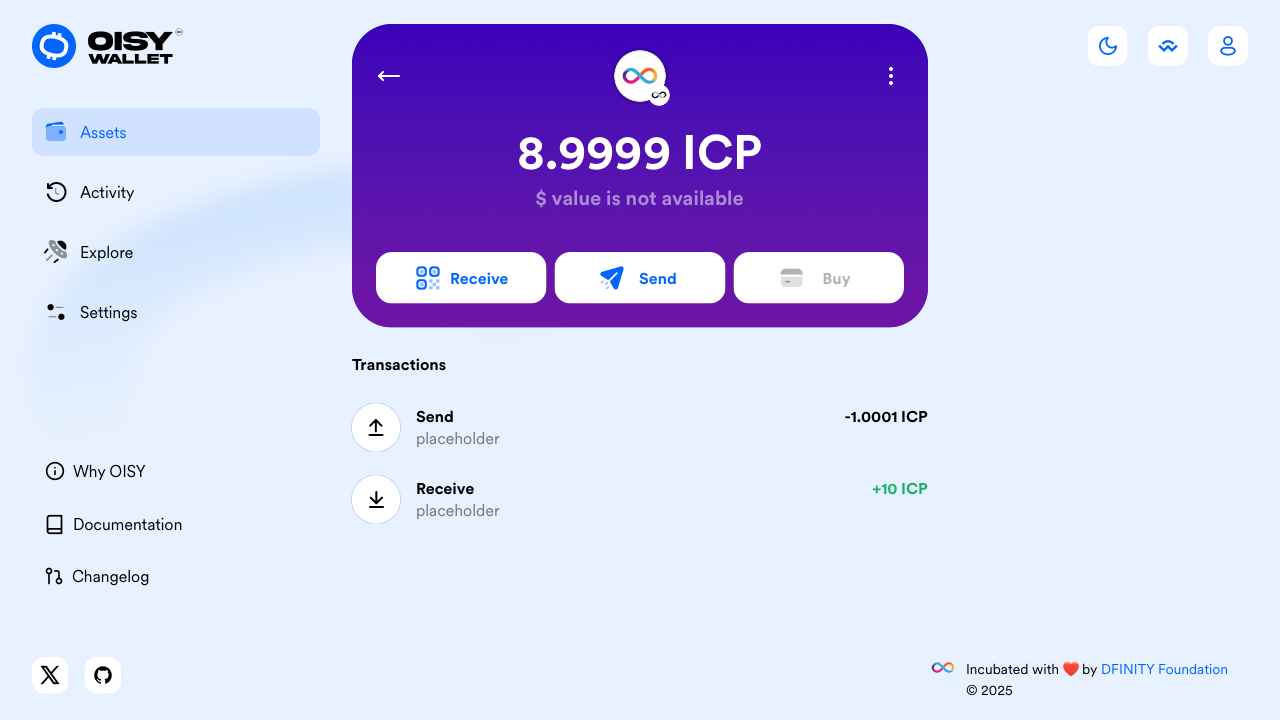 OISY
WALLET
Assets
Activity
Explore
Settings
Why OISY
Documentation
Changelog
8.9999 ICP
$ value is not available
Receive
Send
Buy
Transactions
Send
-1.0001 ICP
placeholder
Receive
+10 ICP
placeholder
Incubated with ❤️ by DFINITY Foundation
© 2025